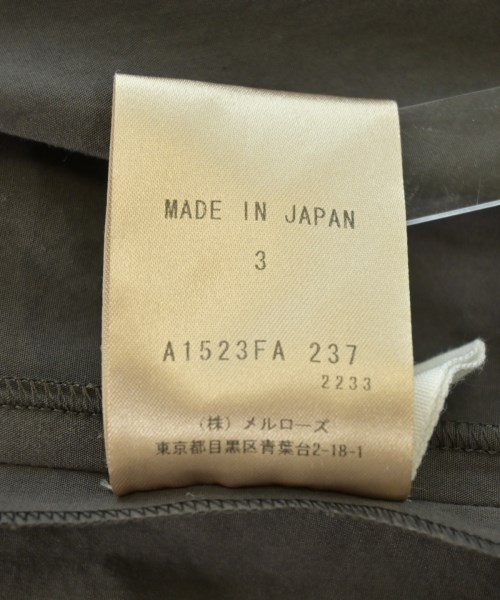 MADE IN JAPAN
3
A1523FA 237
2233
(株) メルローズ
東京都目黒区青葉台2-18-1